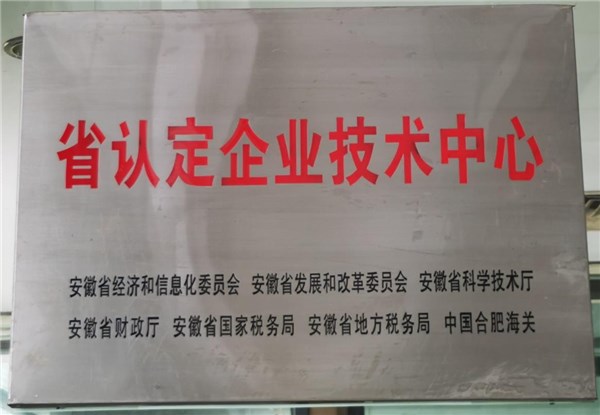 省认定企业技术中心
安徽省经济和信息化委员会 安徽省发展和改革委员会 安徽省科学技术厅
安徽省财政厅 安徽省国家税务局 安徽省地方税务局 中国合肥海关